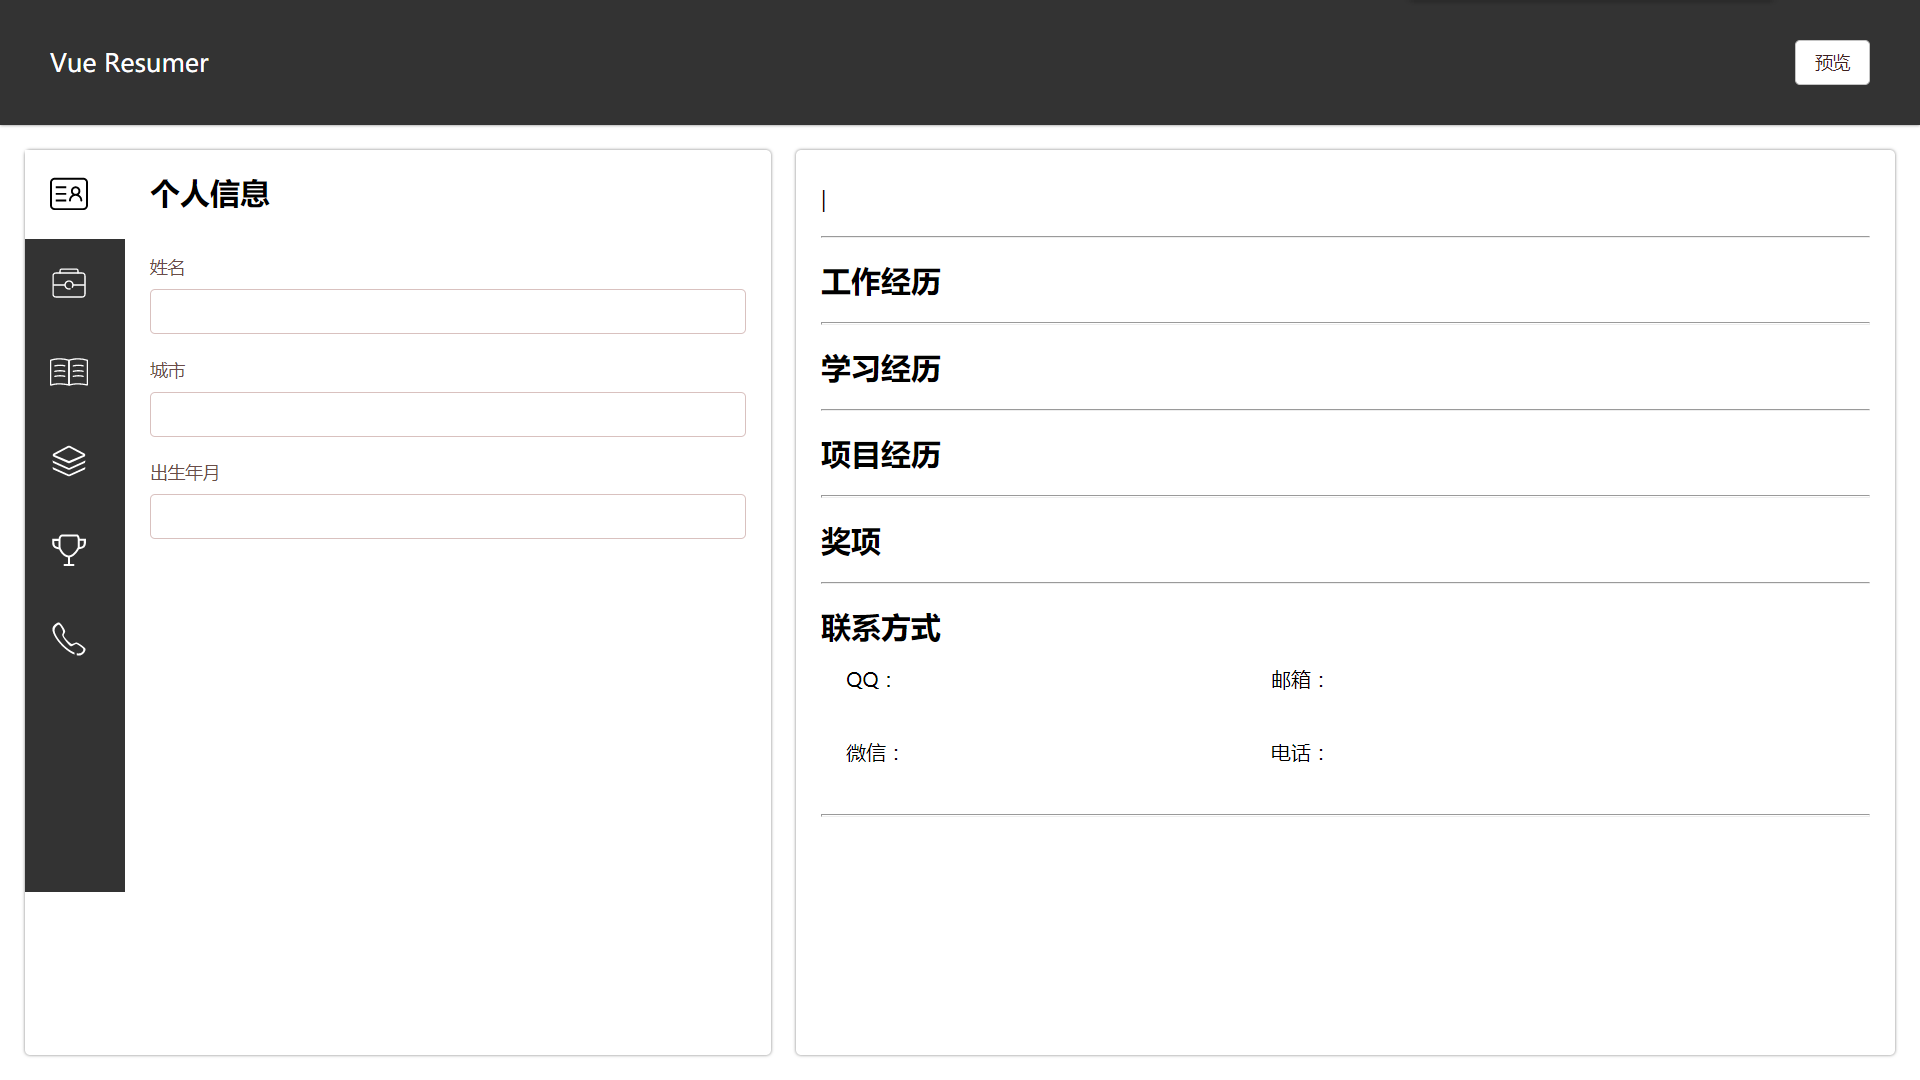 Vue Resumer
预览
个人信息
姓名
城市
出生年月
|
工作经历
学习经历
项目经历
奖项
联系方式
QQ：
邮箱：
微信：
电话：